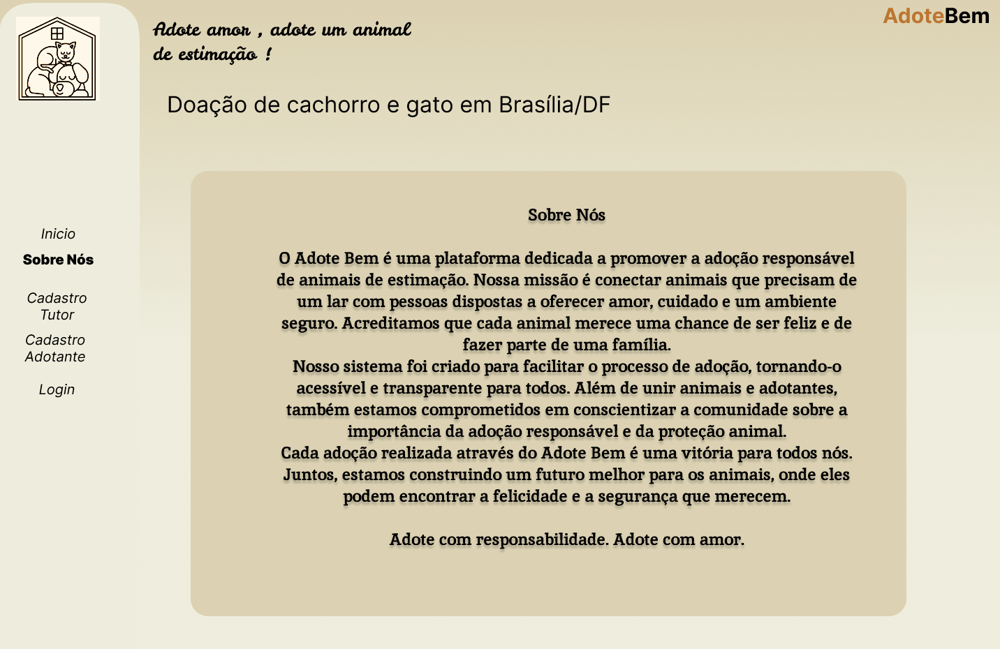 Adote amor , adote um animal
de estimação !
AdoteBem
Doação de cachorro e gato em Brasília/DF
Inicio
Sobre Nós
Cadastro
Tutor
Cadastro
Adotante
Login
Sobre Nós
O Adote Bem é uma plataforma dedicada a promover a adoção responsável
de animais de estimação. Nossa missão é conectar animais que precisam de
um lar com pessoas dispostas a oferecer amor, cuidado e um ambiente
seguro. Acreditamos que cada animal merece uma chance de ser feliz e de
fazer parte de uma família.
Nosso sistema foi criado para facilitar o processo de adoção, tornando-o
acessível e transparente para todos. Além de unir animais e adotantes,
também estamos comprometidos em conscientizar a comunidade sobre a
importância da adoção responsável e da proteção animal.
Cada adoção realizada através do Adote Bem é uma vitória para todos nós.
Juntos, estamos construindo um futuro melhor para os animais, onde eles
podem encontrar a felicidade e a segurança que merecem.
Adote com responsabilidade. Adote com amor.